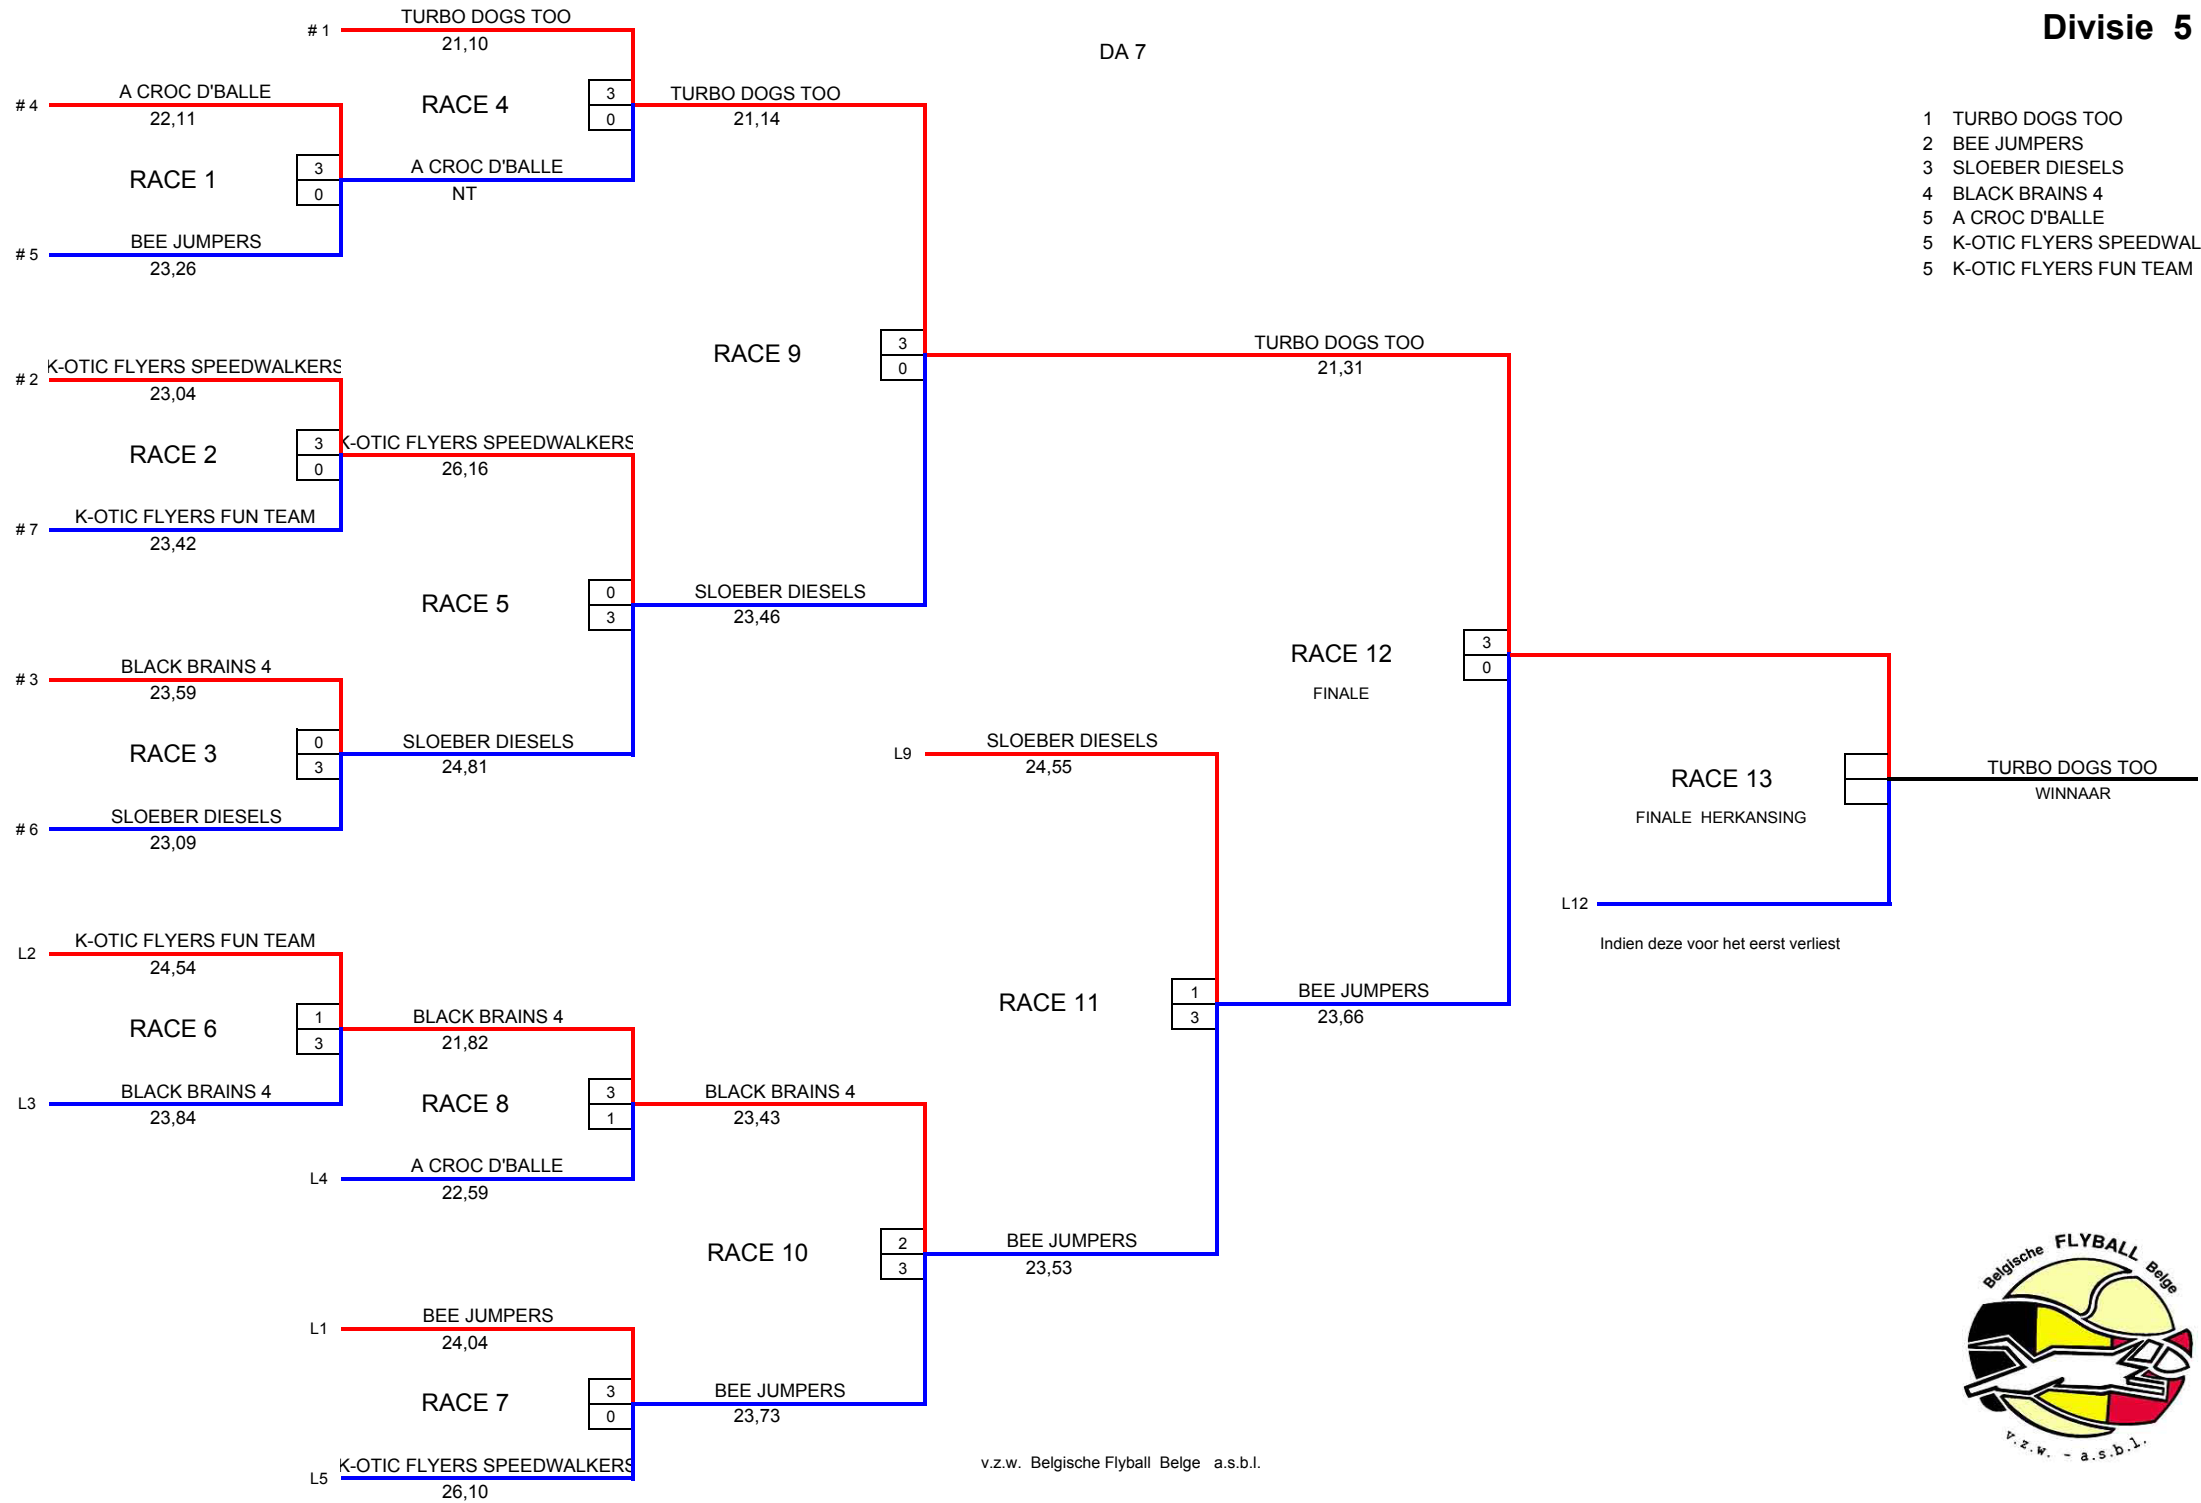 Divisie 5
DA 7
1 TURBO DOGS TOO
2 BEE JUMPERS
3 SLOEBER DIESELS
4 BLACK BRAINS 4
5 A CROC D'BALLE
5 K-OTIC FLYERS SPEEDWAL
5 K-OTIC FLYERS FUN TEAM
# 1
TURBO DOGS TOO
21,10
# 4
A CROC D'BALLE
22,11
RACE 4
3
0
TURBO DOGS TOO
21,14
RACE 1
3
0
A CROC D'BALLE
NT
# 5
BEE JUMPERS
23,26
RACE 9
3
0
TURBO DOGS TOO
21,31
# 2
K-OTIC FLYERS SPEEDWALKERS
23,04
RACE 2
3
0
K-OTIC FLYERS SPEEDWALKERS
26,16
# 7
K-OTIC FLYERS FUN TEAM
23,42
RACE 5
0
3
SLOEBER DIESELS
23,46
# 3
BLACK BRAINS 4
23,59
RACE 3
0
3
SLOEBER DIESELS
24,81
# 6
SLOEBER DIESELS
23,09
RACE 12
FINALE
3
0
L9
SLOEBER DIESELS
24,55
RACE 13
FINALE HERKANSING
TURBO DOGS TOO
WINNAAR
L12
Indien deze voor het eerst verliest
L2
K-OTIC FLYERS FUN TEAM
24,54
RACE 6
1
3
BLACK BRAINS 4
21,82
L3
BLACK BRAINS 4
23,84
RACE 8
3
1
BLACK BRAINS 4
23,43
L4
A CROC D'BALLE
22,59
RACE 11
1
3
BEE JUMPERS
23,66
RACE 10
2
3
BEE JUMPERS
23,53
L1
BEE JUMPERS
24,04
RACE 7
3
0
BEE JUMPERS
23,73
L5
K-OTIC FLYERS SPEEDWALKERS
26,10
v.z.w. Belgische Flyball Belge a.s.b.l.
Belgische FLYBALL Belge
v.z.w. - a.s.b.l.